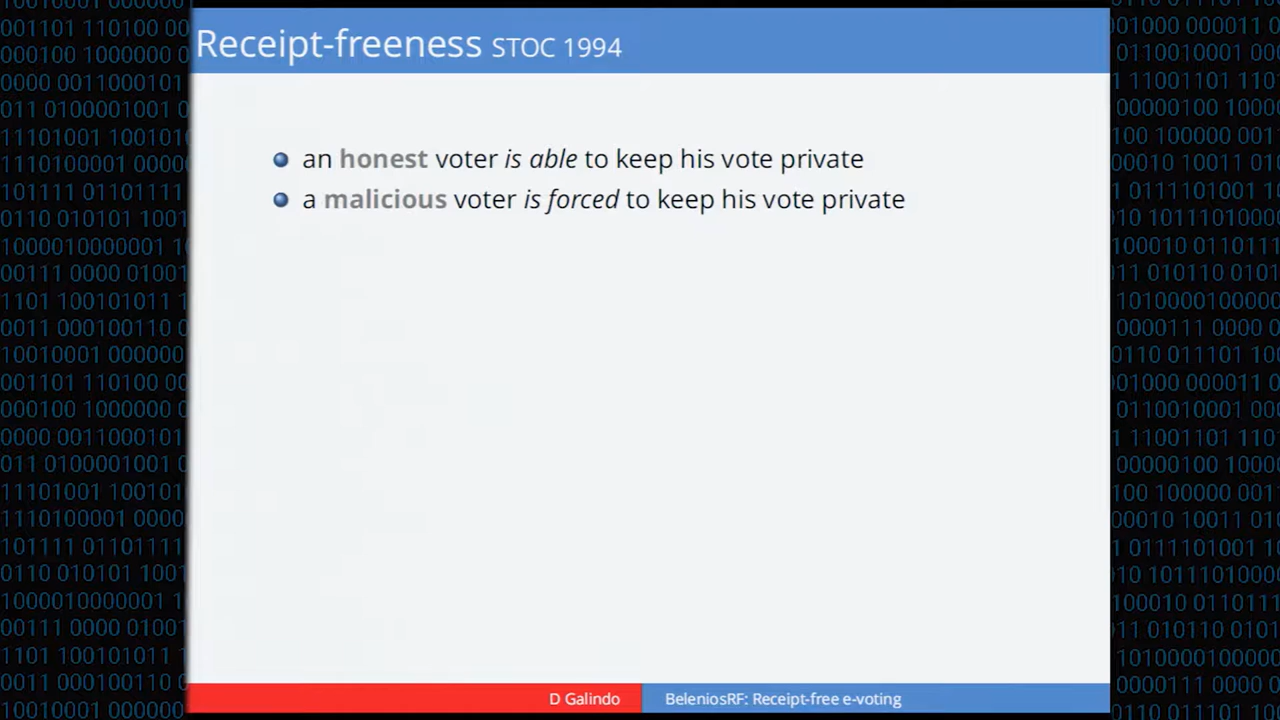 Receipt-freeness STOC 1994
an honest voter is able to keep his vote private
a malicious voter is forced to keep his vote private
D Galindo
BeleniosRF: Receipt-free e-voting